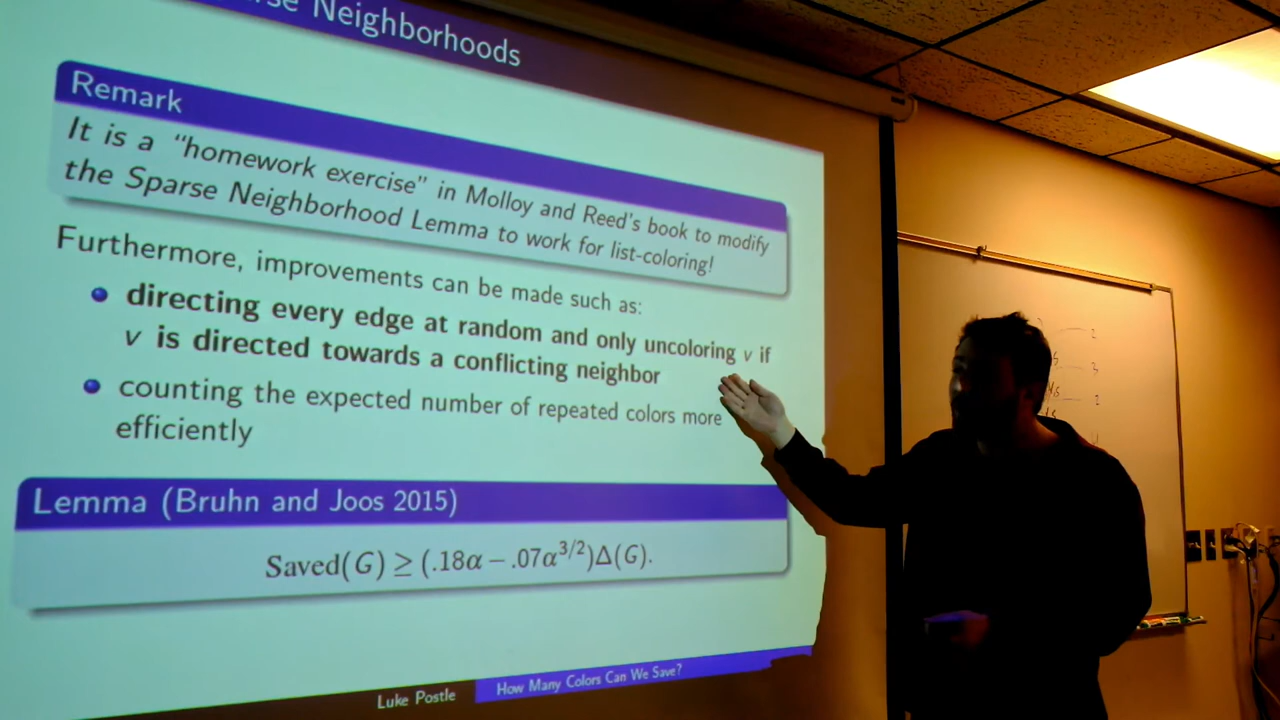 Neighborhoods
Remark
It is a "homework exercise" in Molloy and Reed's book to modify
the Sparse Neighborhood Lemma to work for list-coloring!
Furthermore, improvements can be made such as:
directing every edge at random and only uncoloring v if
v is directed towards a conflicting neighbor
counting the expected number of repeated colors more
efficiently
Lemma (Bruhn and Joos 2015)
Saved(G) ≥ (.18α − .07α^{3/2})Δ(G).
Luke Postle
How Many Colors Can We Save?